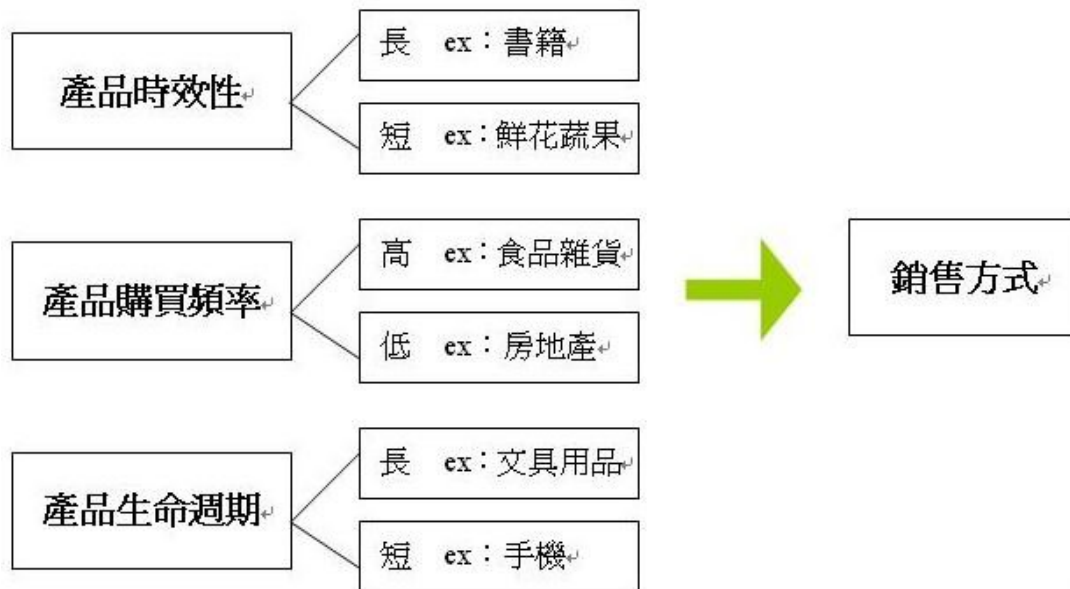 產品時效性
長 ex：書籍
短 ex：鮮花蔬果
產品購買頻率
高 ex：食品雜貨
低 ex：房地產
產品生命週期
長 ex：文具用品
短 ex：手機
銷售方式